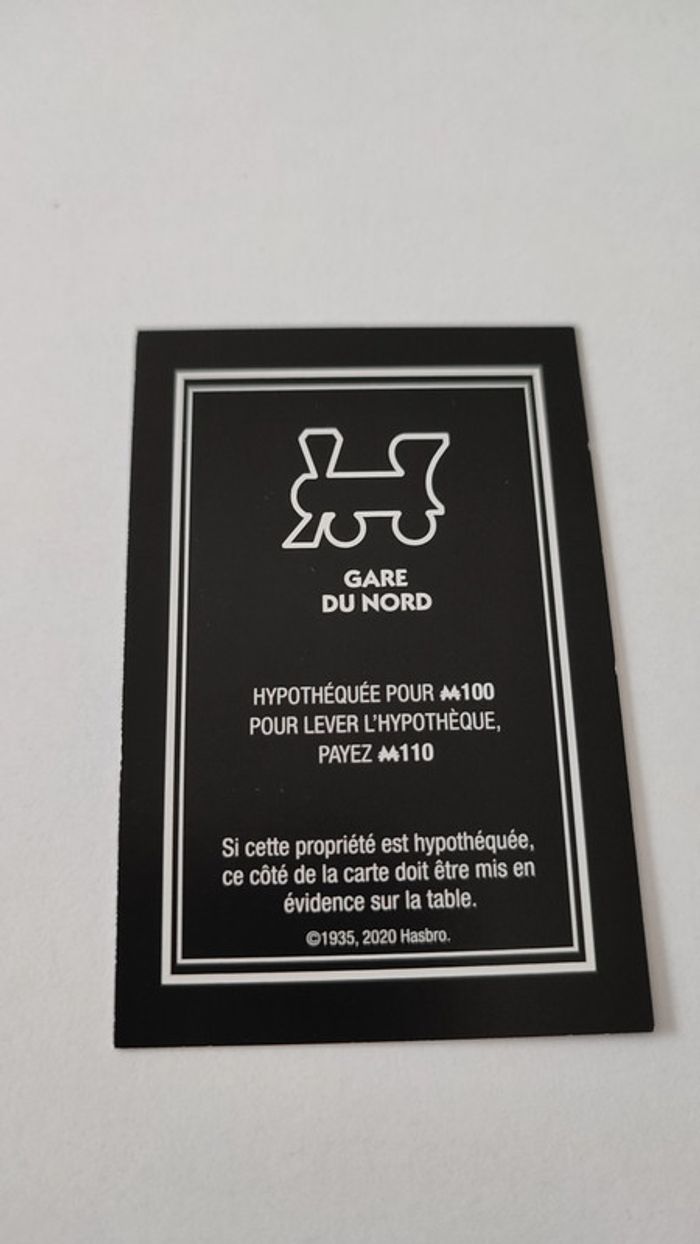 GARE
DU NORD
HYPOTHÉQUÉE POUR ₩100
POUR LEVER L'HYPOTHÈQUE,
PAYEZ ₩110
Si cette propriété est hypothéquée,
ce côté de la carte doit être mis en
évidence sur la table.
©1935, 2020 Hasbro.